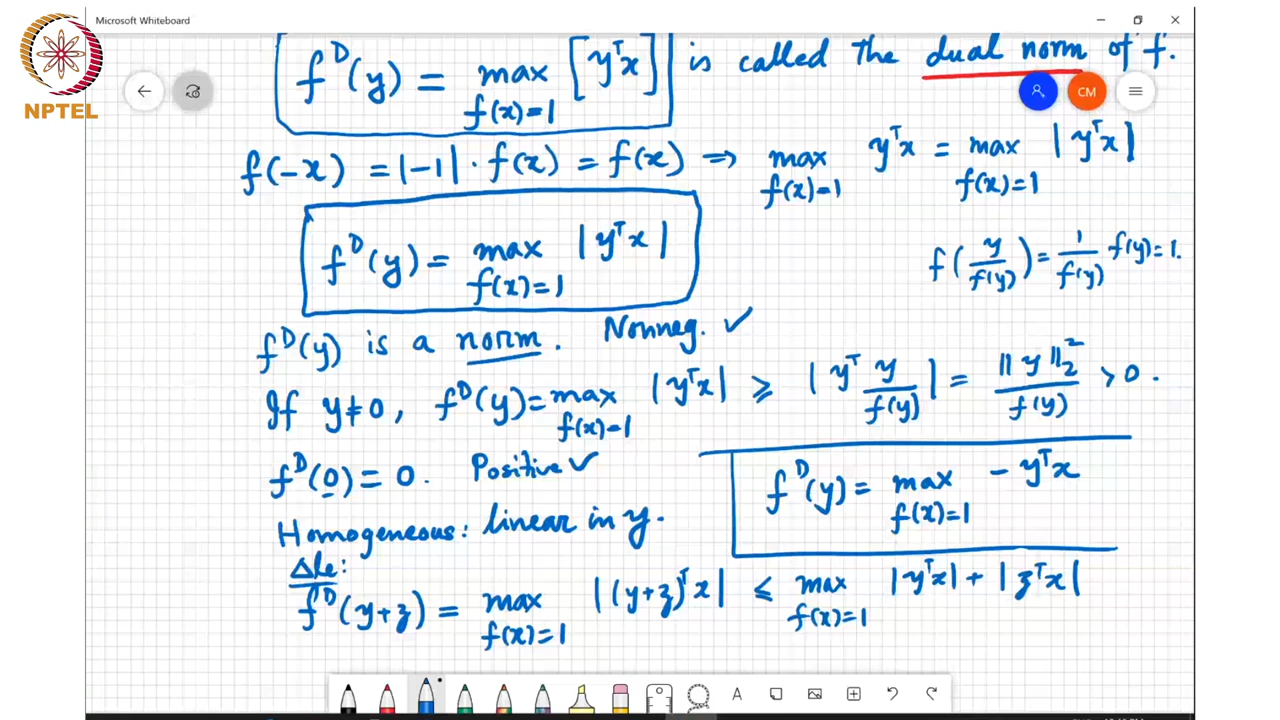 Microsoft Whiteboard
NPTEL
CM
f^D(y) = max_{f(x)=1} [y^T x] is called the dual norm of f.
f(-x) = |-1| · f(x) = f(x) ⇒ max_{f(x)=1} y^T x = max_{f(x)=1} |y^T x|
f^D(y) = max_{f(x)=1} |y^T x|
f(y/f(y)) = 1/f(y) f(y) = 1.
f^D(y) is a norm. Nonneg. ✓
If y≠0, f^D(y) = max_{f(x)=1} |y^T x| ≥ |y^T y/f(y)| = ||y||_2^2/f(y) > 0.
f^D(0) = 0. Positive ✓
f^D(y) = max_{f(x)=1} - y^T x
Homogeneous: linear in y.
Δle:
f^D(y+z) = max_{f(x)=1} |(y+z)^T x| ≤ max_{f(x)=1} |y^T x| + |z^T x|
A